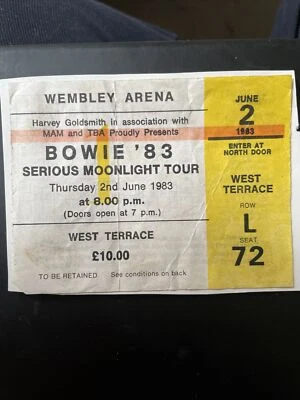 WEMBLEY ARENA
Harvey Goldsmith In association with
MAM and TBA Proudly Presents
BOWIE '83
SERIOUS MOONLIGHT TOUR
Thursday 2nd June 1983
at 8.00 p.m.
(Doors open at 7 p.m.)
WEST TERRACE
£10.00
TO BE RETAINED See conditions on back
JUNE
2
1983
ENTER AT
NORTH DOOR
WEST
TERRACE
ROW
L
SEAT
72